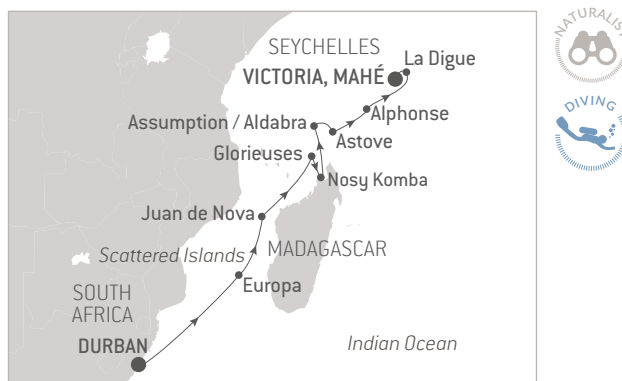 SEYCHELLES
La Digue
VICTORIA, MAHÉ
Alphonse
Assumption / Aldabra
Astove
Glorieuses
Nosy Komba
Juan de Nova
Scattered Islands
MADAGASCAR
Europa
SOUTH
AFRICA
DURBAN
Indian Ocean
NATURALIST
DIVING